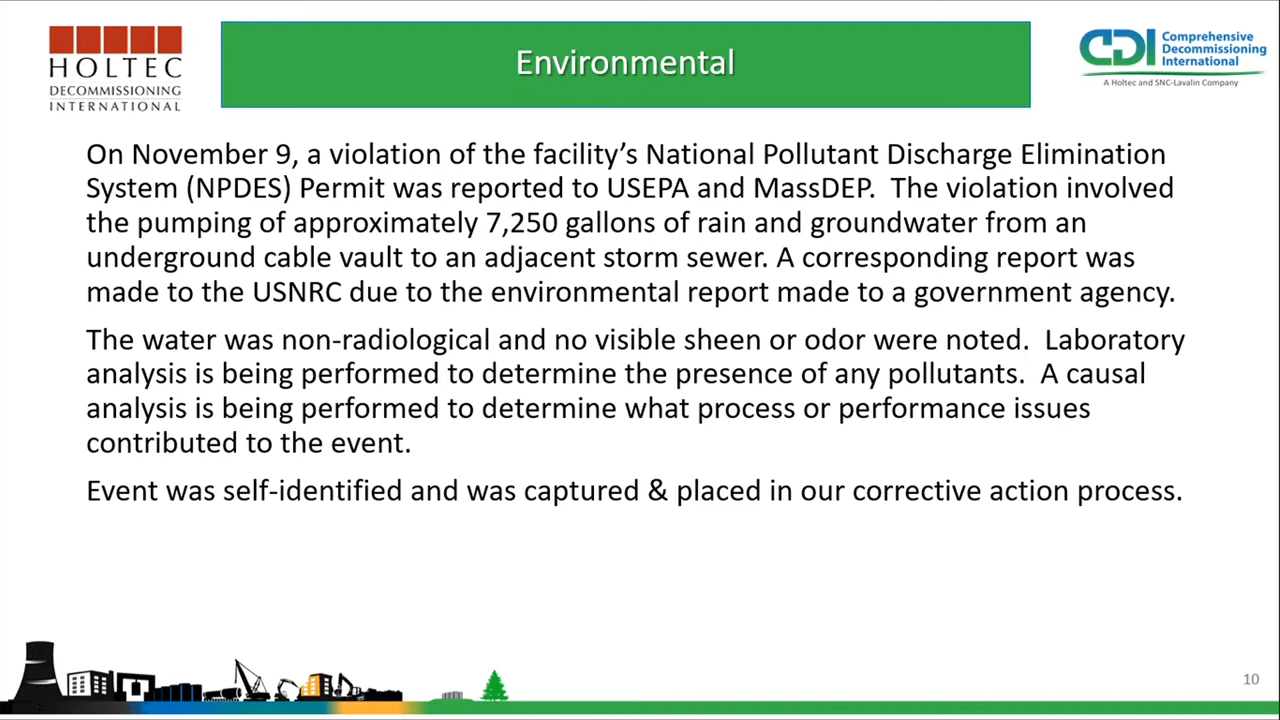 HOLTEC
DECOMMISSIONING
INTERNATIONAL
Environmental
CDI Comprehensive
Decommissioning
International
A Holtec and SNC-Lavalin Company
On November 9, a violation of the facility’s National Pollutant Discharge Elimination
System (NPDES) Permit was reported to USEPA and MassDEP.  The violation involved
the pumping of approximately 7,250 gallons of rain and groundwater from an
underground cable vault to an adjacent storm sewer. A corresponding report was
made to the USNRC due to the environmental report made to a government agency.
The water was non-radiological and no visible sheen or odor were noted.  Laboratory
analysis is being performed to determine the presence of any pollutants.  A causal
analysis is being performed to determine what process or performance issues
contributed to the event.
Event was self-identified and was captured & placed in our corrective action process.
10